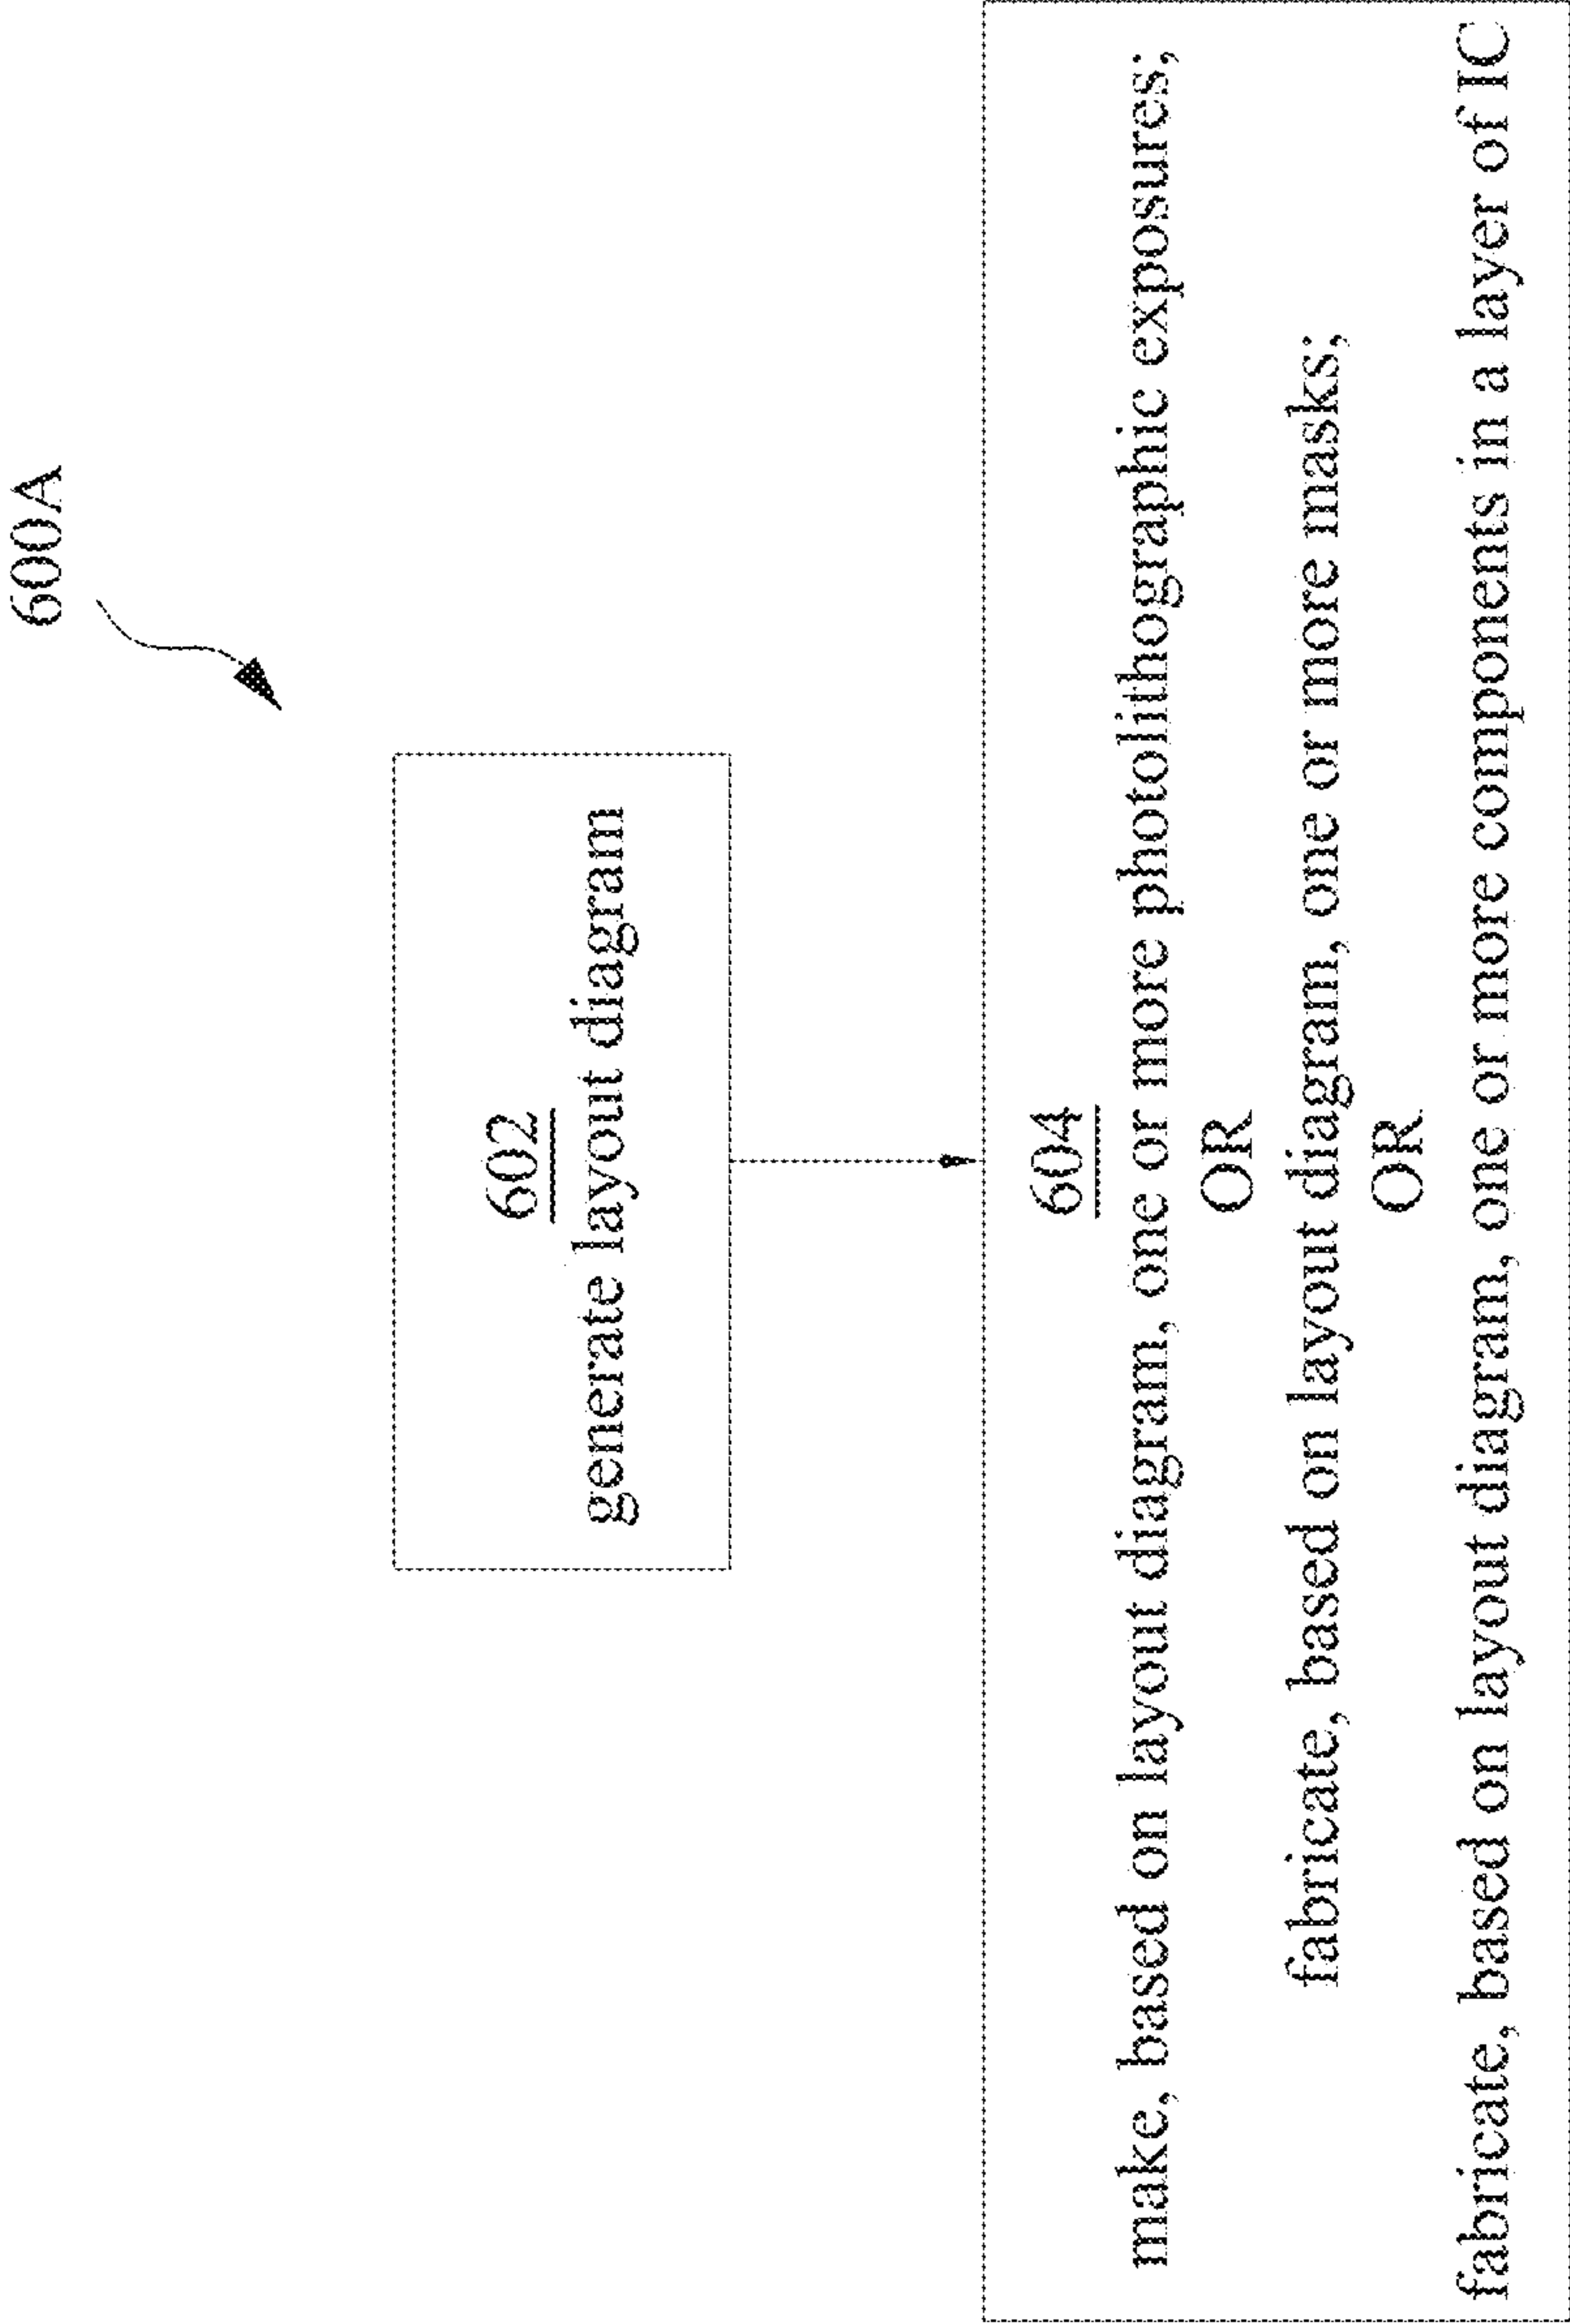 600A
602
generate layout diagram
604
make, based on layout diagram, one or more photolithographic exposures;
OR
fabricate, based on layout diagram, one or more masks;
OR
fabricate, based on layout diagram, one or more components in a layer of IC